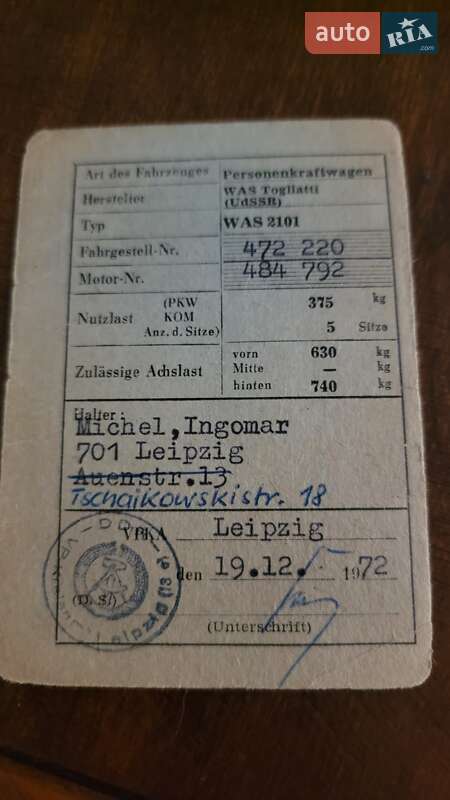 auto RIA.com
Art des Fahrzeuges Personenkraftwagen
Hersteller WAS Togliatti
(UdSSR)
Typ WAS 2101
Fahrgestell-Nr. 472 220
Motor-Nr. 484 792
Nutzlast (PKW 375 kg
KOM
Anz. d. Sitze) 5 Sitze
Zulässige Achslast vorn 630 kg
Mitte — kg
hinten 740 kg
Halter:
Michel,Ingomar
701 Leipzig
Auenstr.13
Tschaikowskistr. 18
VPKA Leipzig
den 19.12. 1972
(D. S.)
(Unterschrift)